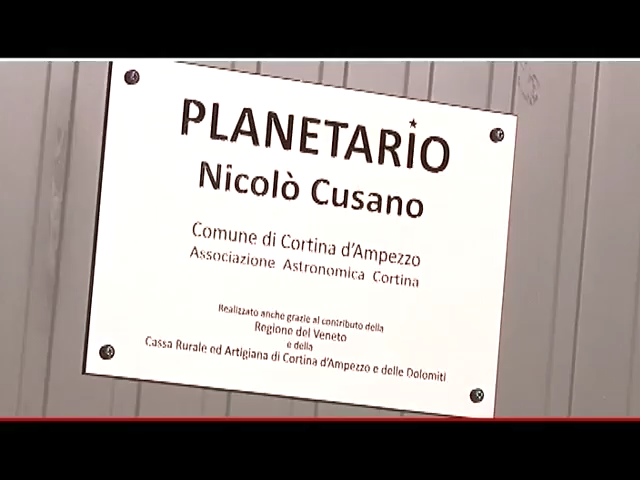 PLANETARIO
Nicolò Cusano
Comune di Cortina d'Ampezzo
Associazione Astronomica Cortina
Realizzato anche grazie al contributo della
Regione del Veneto
e della
Cassa Rurale ed Artigiana di Cortina d'Ampezzo e delle Dolomiti